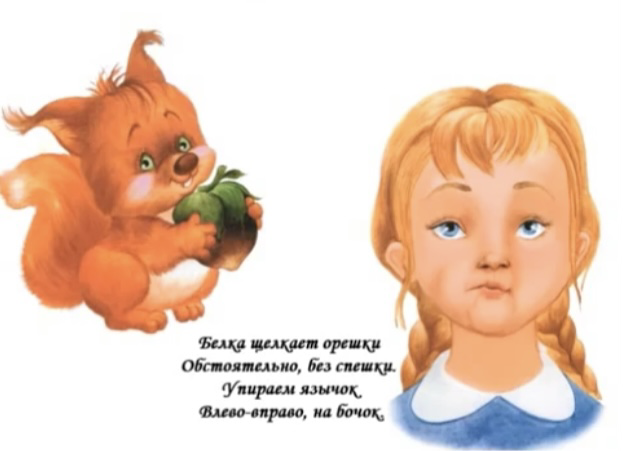 Белка щелкает орешки
Обстоятельно, без спешки.
Упираем язычок
Влево-вправо, на бочок.